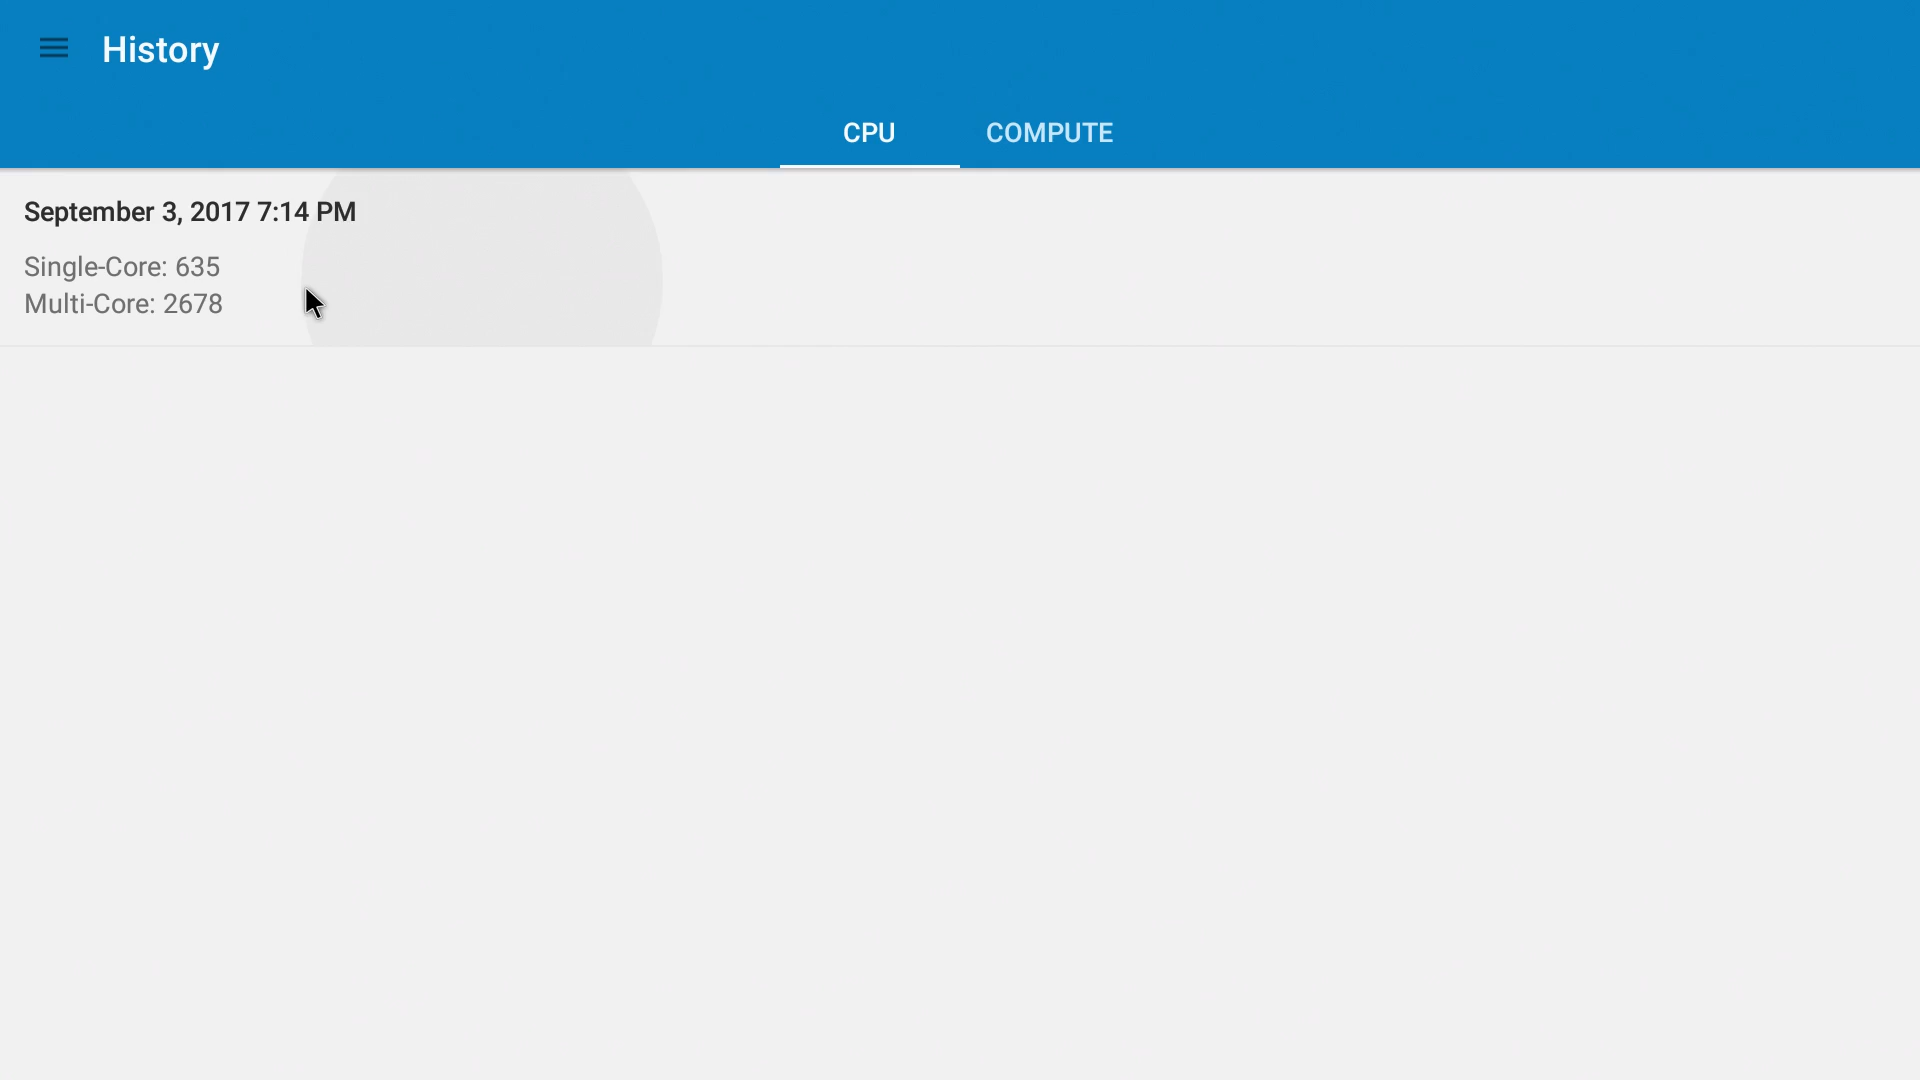 History
CPU
COMPUTE
September 3, 2017 7:14 PM
Single-Core: 635
Multi-Core: 2678